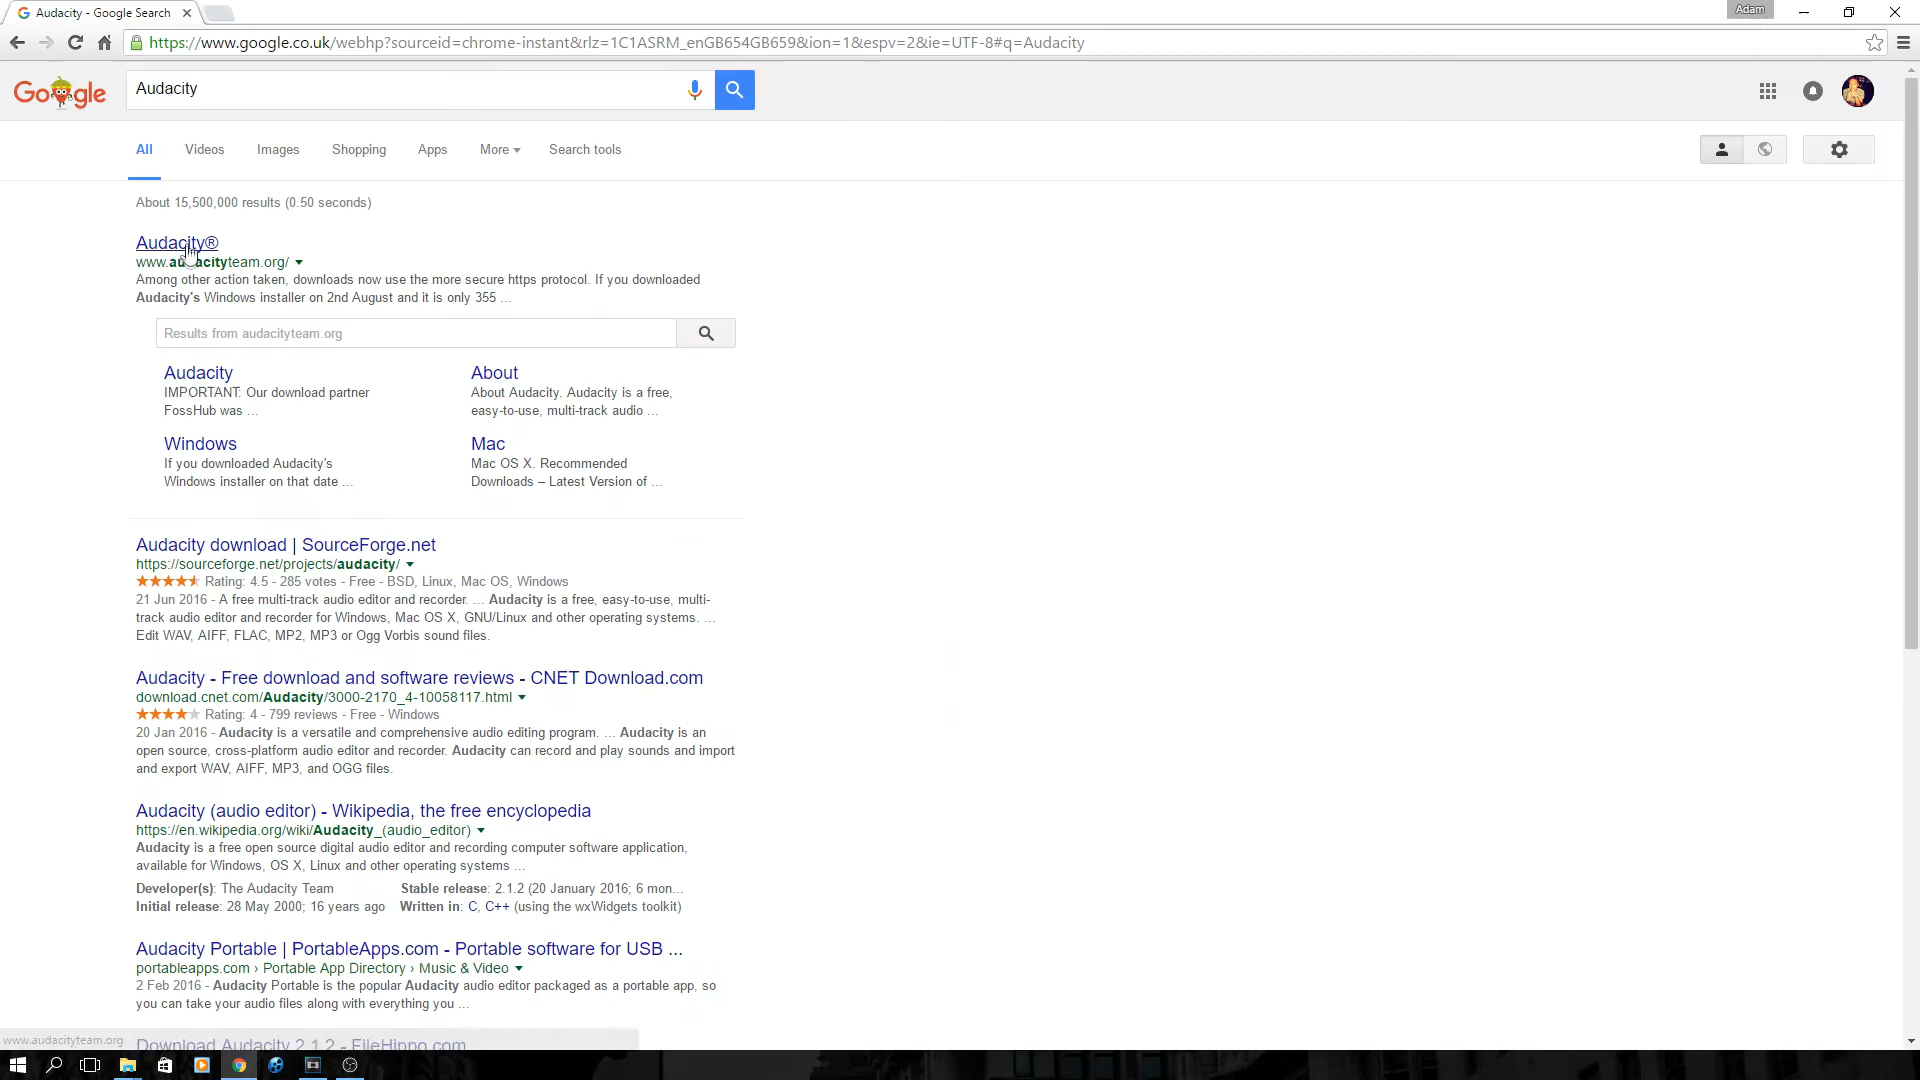 Audacity - Google Search
Adam
https://www.google.co.uk/webhp?sourceid=chrome-instant&rlz=1C1ASRM_enGB654GB659&ion=1&espv=2&ie=UTF-8#q=Audacity
Google
Audacity
All Videos Images Shopping Apps More Search tools
About 15,500,000 results (0.50 seconds)
Audacity®
www.audacityteam.org/
Among other action taken, downloads now use the more secure https protocol. If you downloaded
Audacity's Windows installer on 2nd August and it is only 355 ...
Results from audacityteam.org
Audacity
IMPORTANT: Our download partner
FossHub was ...
About
About Audacity. Audacity is a free,
easy-to-use, multi-track audio ...
Windows
If you downloaded Audacity's
Windows installer on that date ...
Mac
Mac OS X. Recommended
Downloads – Latest Version of ...
Audacity download | SourceForge.net
https://sourceforge.net/projects/audacity/
Rating: 4.5 - 285 votes - Free - BSD, Linux, Mac OS, Windows
21 Jun 2016 - A free multi-track audio editor and recorder. ... Audacity is a free, easy-to-use, multi-
track audio editor and recorder for Windows, Mac OS X, GNU/Linux and other operating systems. ...
Edit WAV, AIFF, FLAC, MP2, MP3 or Ogg Vorbis sound files.
Audacity - Free download and software reviews - CNET Download.com
download.cnet.com/Audacity/3000-2170_4-10058117.html
Rating: 4 - 799 reviews - Free - Windows
20 Jan 2016 - Audacity is a versatile and comprehensive audio editing program. ... Audacity is an
open source, cross-platform audio editor and recorder. Audacity can record and play sounds and import
and export WAV, AIFF, MP3, and OGG files.
Audacity (audio editor) - Wikipedia, the free encyclopedia
https://en.wikipedia.org/wiki/Audacity_(audio_editor)
Audacity is a free open source digital audio editor and recording computer software application,
available for Windows, OS X, Linux and other operating systems ...
Developer(s): The Audacity Team Stable release: 2.1.2 (20 January 2016; 6 mon...
Initial release: 28 May 2000; 16 years ago Written in: C, C++ (using the wxWidgets toolkit)
Audacity Portable | PortableApps.com - Portable software for USB ...
portableapps.com › Portable App Directory › Music & Video
2 Feb 2016 - Audacity Portable is the popular Audacity audio editor packaged as a portable app, so
you can take your audio files along with everything you ...
www.audacityteam.org
Download Audacity 2.1.2 - FileHippo.com